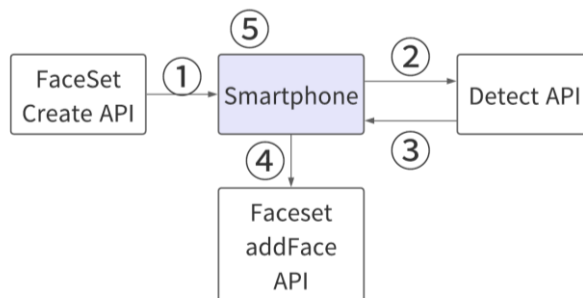 ⑤
FaceSet
Create API
①
Smartphone
②
Detect API
③
④
Faceset
addFace
API